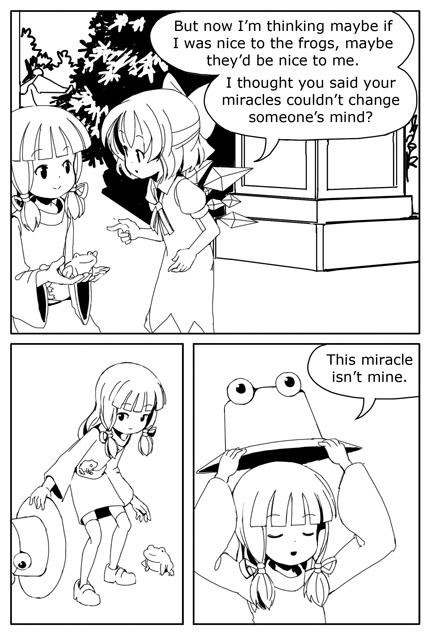 But now I'm thinking maybe if
I was nice to the frogs, maybe
they'd be nice to me.
I thought you said your
miracles couldn't change
someone's mind?
This miracle
isn't mine.